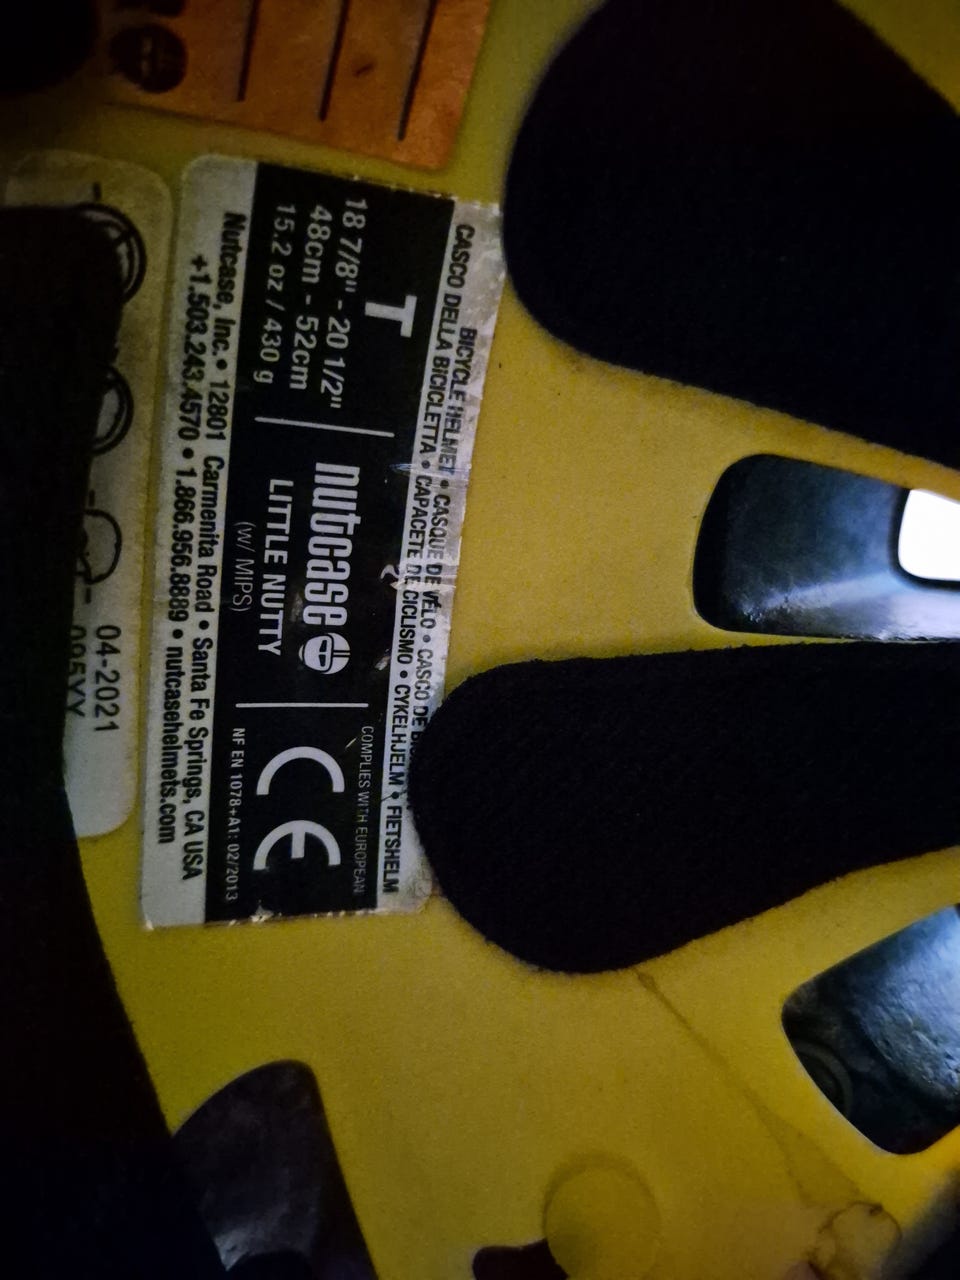 BICYCLE HELMET • CASQUE DE VÉLO • CASCO DE
CASCO DELLA BICICLETTA • CAPACETE DE CICLISMO • CYKELHJELM • FIETSHELM
T
18 7/8" - 20 1/2"
48cm - 52cm
15.2 oz / 430 g
nutcase
LITTLE NUTTY
(W/ MIPS)
COMPLIES WITH EUROPEAN
CE
NF EN 1078+A1: 02/2013
Nutcase, Inc. • 12801 Carmenita Road • Santa Fe Springs, CA USA
+1.503.243.4570 • 1.866.956.8889 • nutcasehelmets.com
04-2021